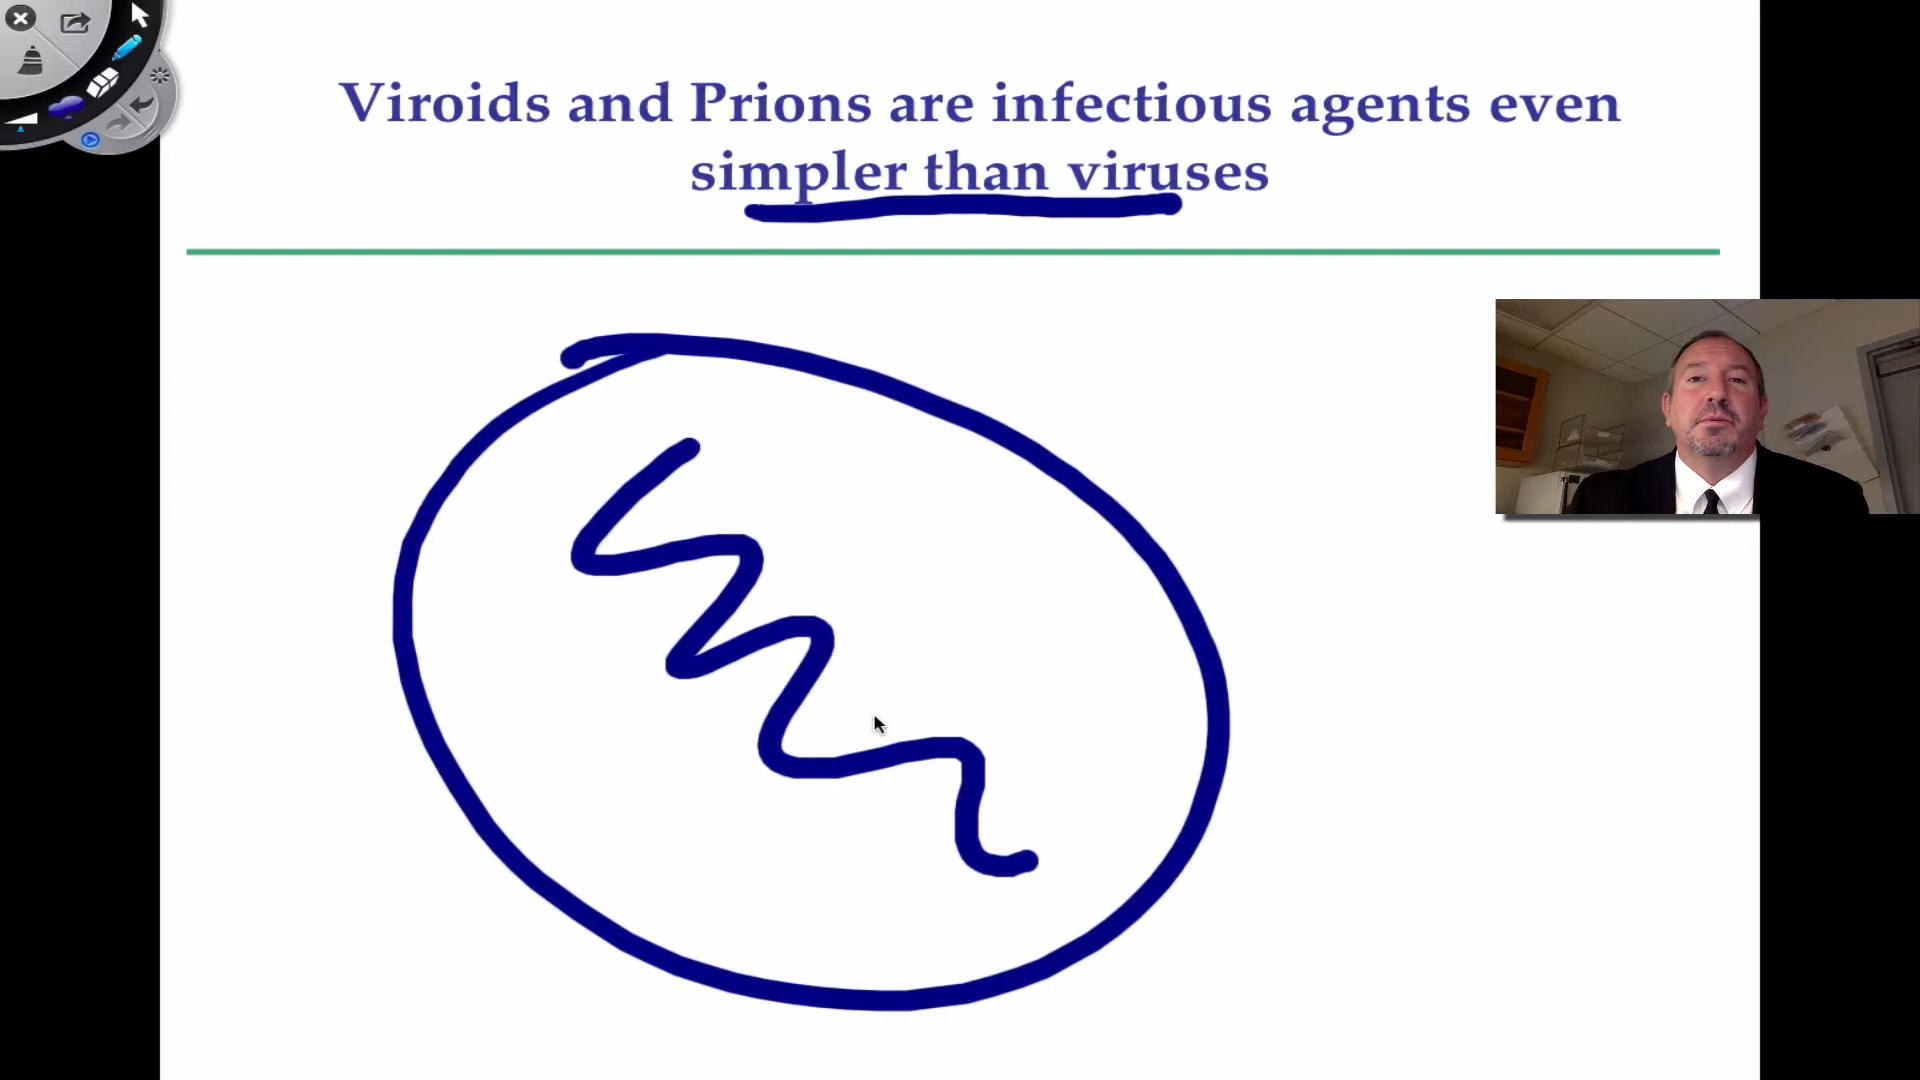 Viroids and Prions are infectious agents even
simpler than viruses